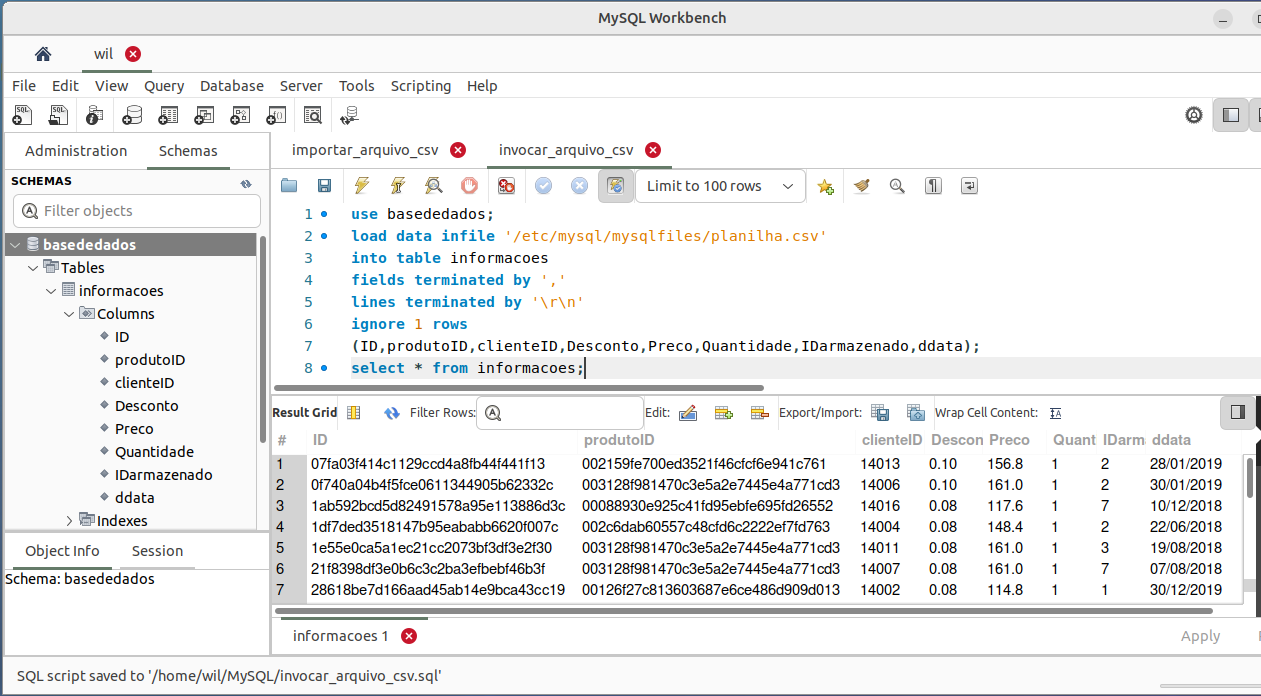 MySQL Workbench
wil
File Edit View Query Database Server Tools Scripting Help
Administration Schemas
importar_arquivo_csv invocar_arquivo_csv
SCHEMAS
Filter objects
Limit to 100 rows
basededados
Tables
informacoes
Columns
ID
produtoID
clienteID
Desconto
Preco
Quantidade
IDarmazenado
ddata
Indexes
1 use basededados;
2 load data infile '/etc/mysql/mysqlfiles/planilha.csv'
3 into table informacoes
4 fields terminated by ','
5 lines terminated by '\r\n'
6 ignore 1 rows
7 (ID,produtoID,clienteID,Desconto,Preco,Quantidade,IDarmazenado,ddata);
8 select * from informacoes;
Result Grid Filter Rows: Edit: Export/Import: Wrap Cell Content:
# ID produtoID clienteID Descon Preco Quant IDarm ddata
1 07fa03f414c1129ccd4a8fb44f441f13 002159fe700ed3521f46cfcf6e941c761 14013 0.10 156.8 1 2 28/01/2019
2 0f740a04b4f5fce0611344905b62332c 003128f981470c3e5a2e7445e4a771cd3 14006 0.10 161.0 1 2 30/01/2019
3 1ab592bcd5d82491578a95e113886d3c 00088930e925c41fd95ebfe695fd26552 14016 0.08 117.6 1 7 10/12/2018
4 1df7ded3518147b95eababb6620f007c 002c6dab60557c48cfd6c2222ef7fd763 14004 0.08 148.4 1 2 22/06/2018
5 1e55e0ca5a1ec21cc2073bf3df3e2f30 003128f981470c3e5a2e7445e4a771cd3 14011 0.08 161.0 1 3 19/08/2018
6 21f8398df3e0b6c3c2ba3efbebf46b3f 003128f981470c3e5a2e7445e4a771cd3 14007 0.08 161.0 1 7 07/08/2018
7 28618be7d166aad45ab14e9bca43cc19 00126f27c813603687e6ce486d909d013 14002 0.08 114.8 1 1 30/12/2018
Object Info Session
Schema: basededados
informacoes 1 Apply
SQL script saved to '/home/wil/MySQL/invocar_arquivo_csv.sql'